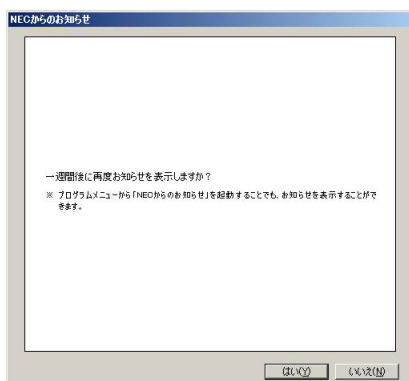 NECからのお知らせ
一週間後に再度お知らせを表示しますか?
※ プログラムメニューから「NECからのお知らせ」を起動することでも、お知らせを表示することがで
きます。
はい(Y) いいえ(N)